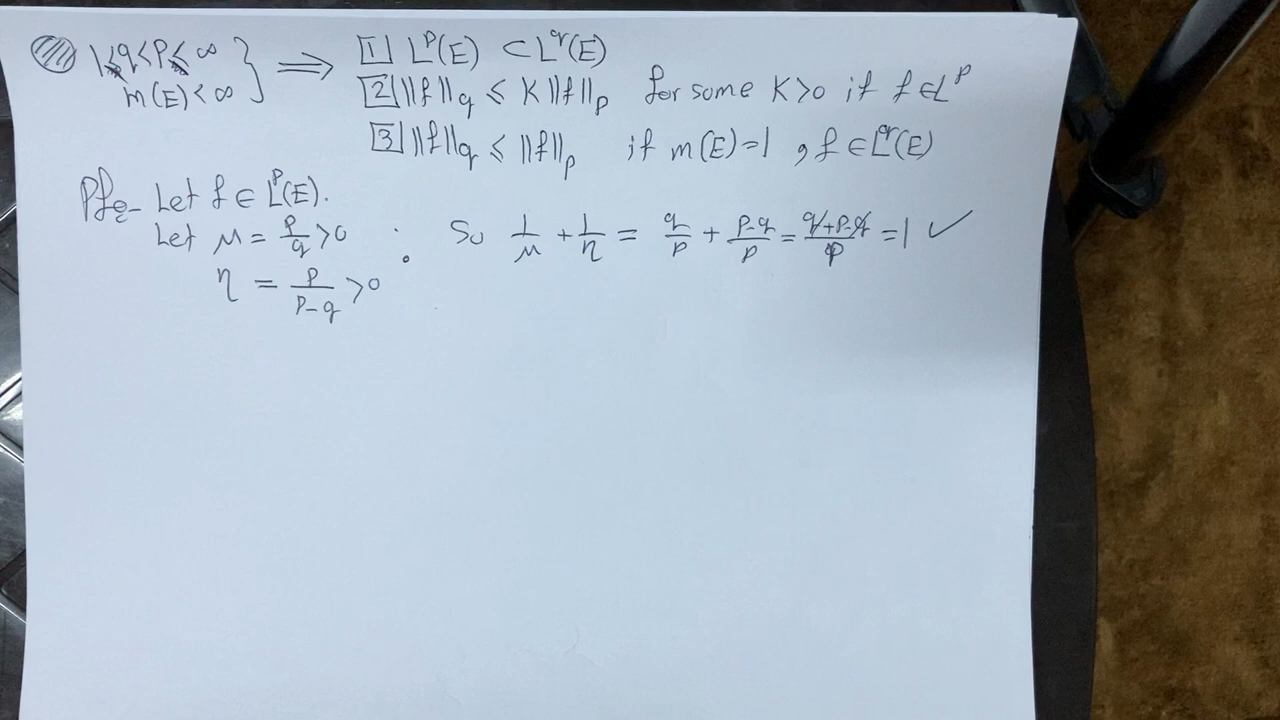 1≤q<p≤∞ } ⟹ [1] L^p(E) ⊂ L^q(E)
m(E)<∞ [2] ||f||_q ≤ K||f||_p for some K>0 if f∈L^p
[3] ||f||_q ≤ ||f||_p if m(E)=1, f∈L^q(E)
Pf:- Let f∈L^p(E).
Let μ = p/q >0 . So 1/μ + 1/η = q/p + (p-q)/p = (q+p-q)/p = 1 ✓
η = p/(p-q) >0